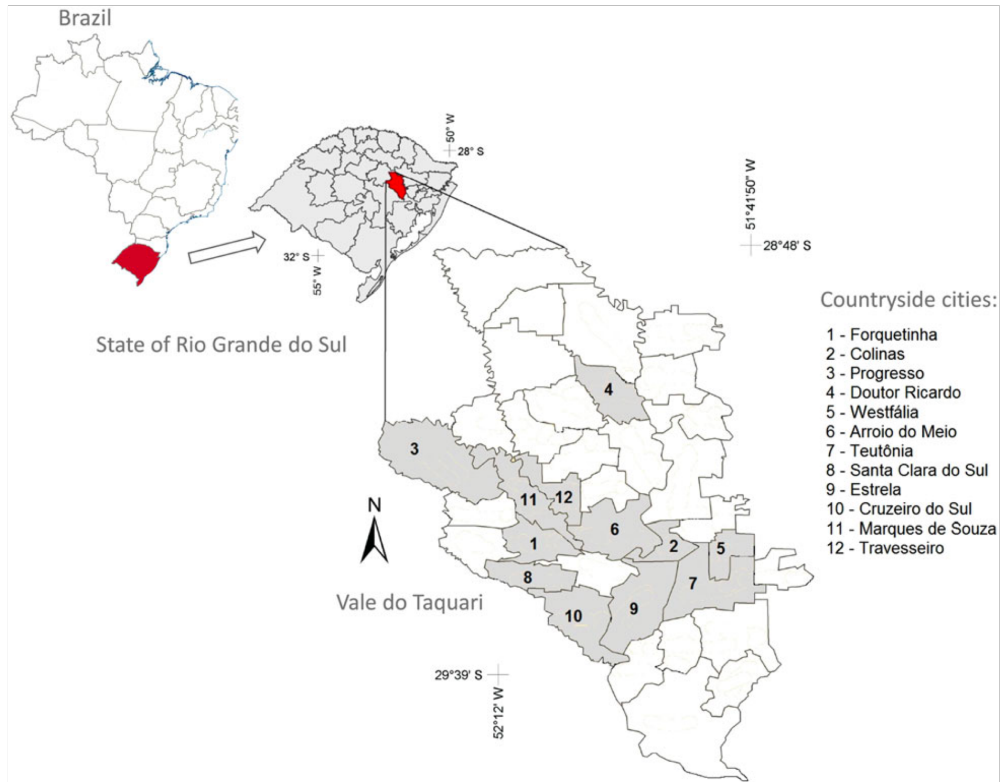 Brazil
50° W
28° S
51°41'50" W
28°48' S
32° S
55° W
State of Rio Grande do Sul
Countryside cities:
1 - Forquetinha
2 - Colinas
3 - Progresso
4 - Doutor Ricardo
5 - Westfália
6 - Arroio do Meio
7 - Teutônia
8 - Santa Clara do Sul
9 - Estrela
10 - Cruzeiro do Sul
11 - Marques de Souza
12 - Travesseiro
4
3
11
12
N
6
1
2
5
8
7
Vale do Taquari
10
9
29°39' S
52°12' W